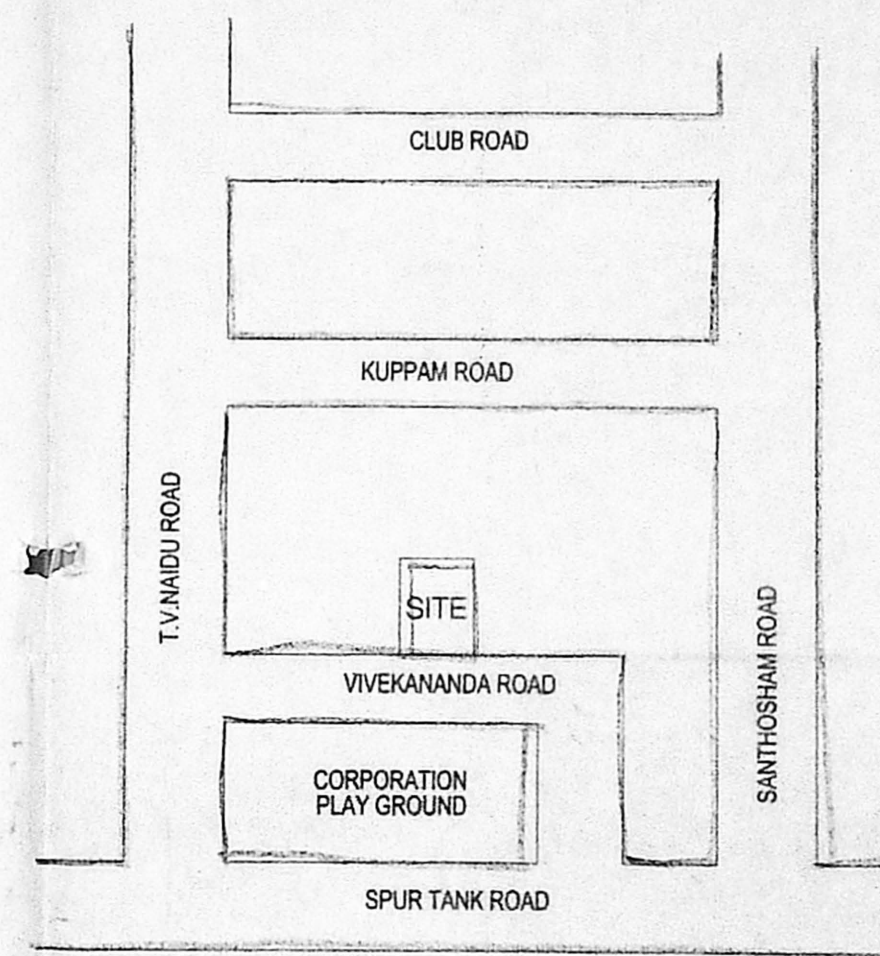 CLUB ROAD
KUPPAM ROAD
T.V.NAIDU ROAD
SITE
SANTHOSHAM ROAD
VIVEKANANDA ROAD
CORPORATION
PLAY GROUND
SPUR TANK ROAD